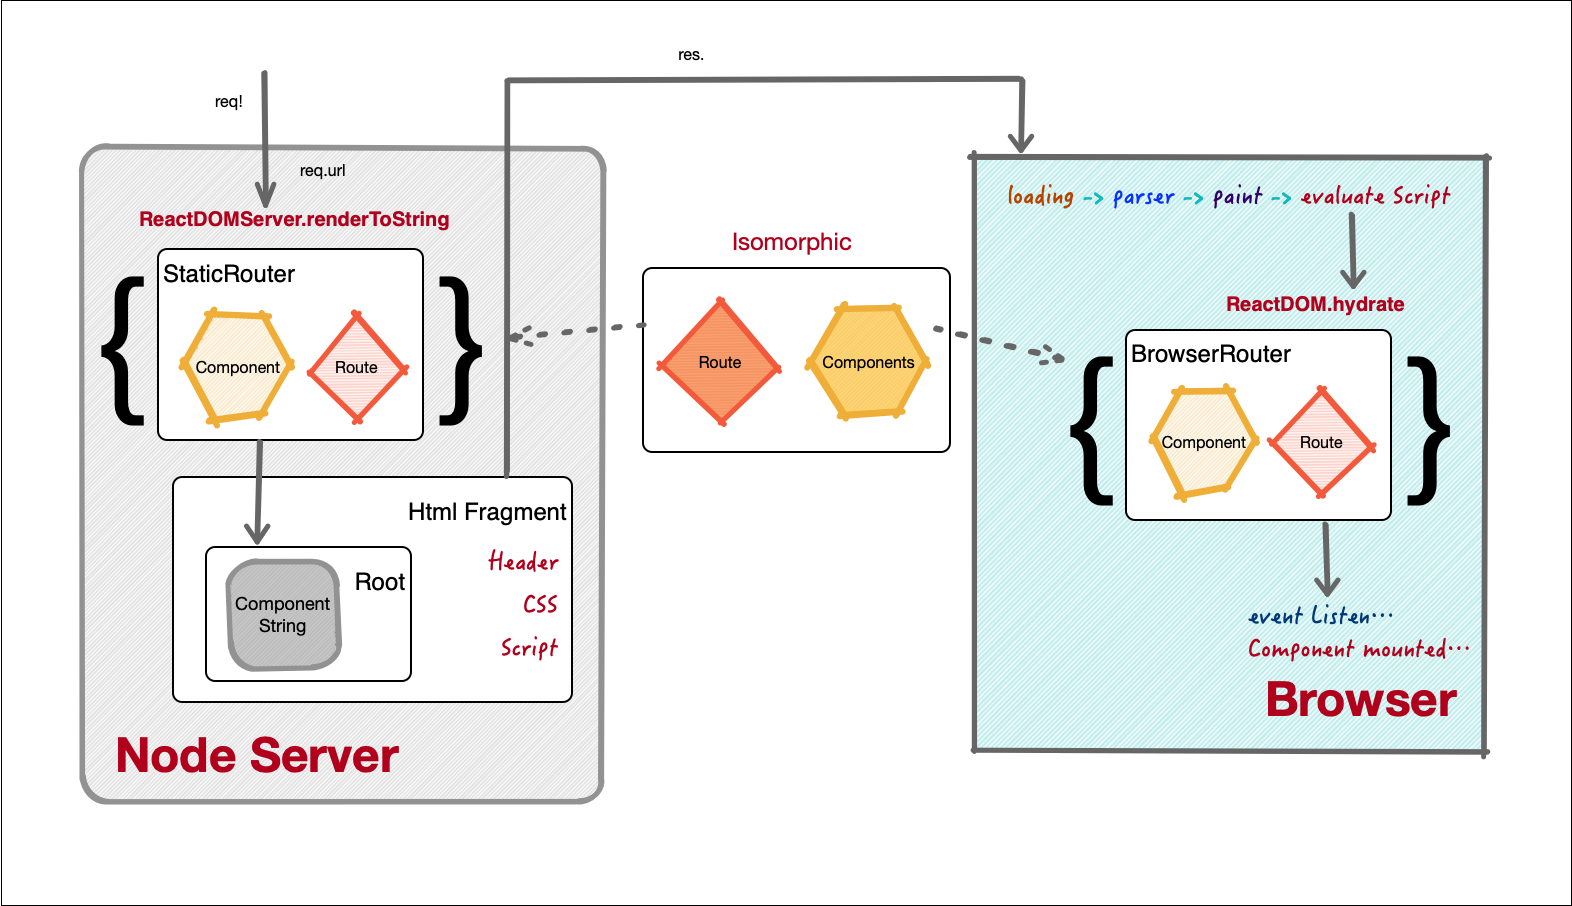 req!
res.
req.url
ReactDOMServer.renderToString
StaticRouter
Component
Route
Html Fragment
Header
CSS
Script
Root
Component
String
Node Server
Isomorphic
Route
Components
loading -> parser -> paint -> evaluate Script
ReactDOM.hydrate
BrowserRouter
Component
Route
event Listen···
Component mounted···
Browser